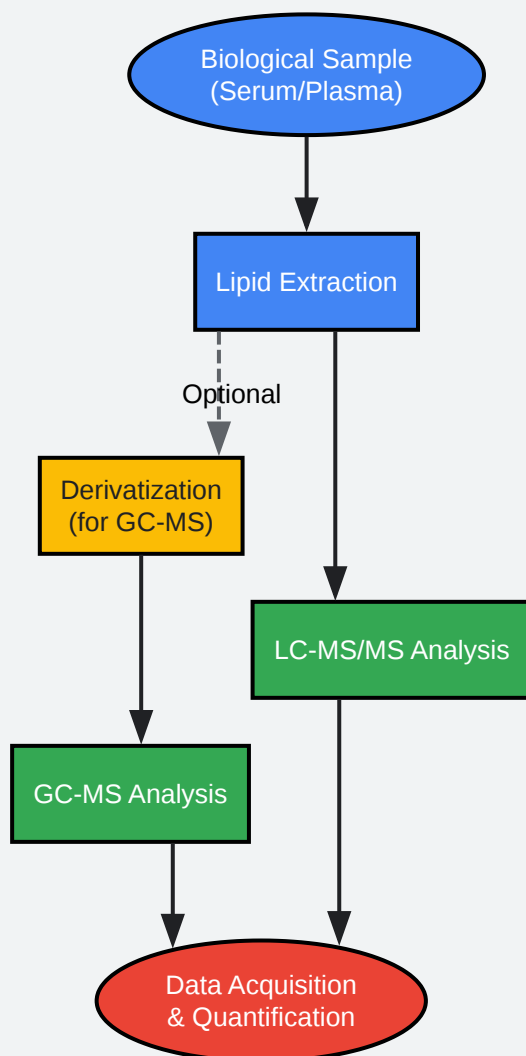 Biological Sample
(Serum/Plasma)
Lipid Extraction
Optional
Derivatization
(for GC-MS)
LC-MS/MS Analysis
GC-MS Analysis
Data Acquisition
& Quantification